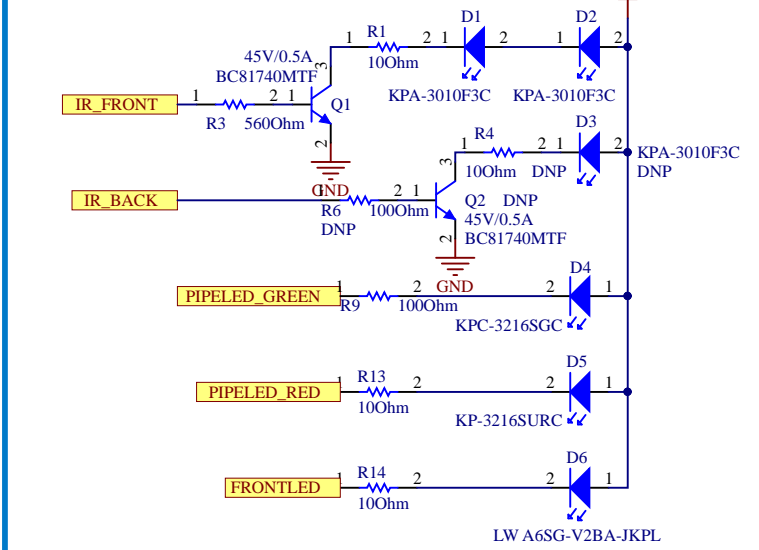 D1
D2
R1
1
2
1
2
1
2
10Ohm
45V/0.5A
BC81740MTF
3
KPA-3010F3C
KPA-3010F3C
IR_FRONT
1
2
1
Q1
R3
560Ohm
2
D3
R4
1
2
1
2
KPA-3010F3C
3
10Ohm
DNP
DNP
GND
IR_BACK
1
2
1
Q2
DNP
R6
100Ohm
45V/0.5A
DNP
2
BC81740MTF
D4
GND
PIPELED_GREEN
1
2
2
1
R9
100Ohm
KPC-3216SGC
D5
R13
PIPELED_RED
1
2
2
1
10Ohm
KP-3216SURC
D6
R14
FRONTLED
1
2
2
1
10Ohm
LW A6SG-V2BA-JKPL